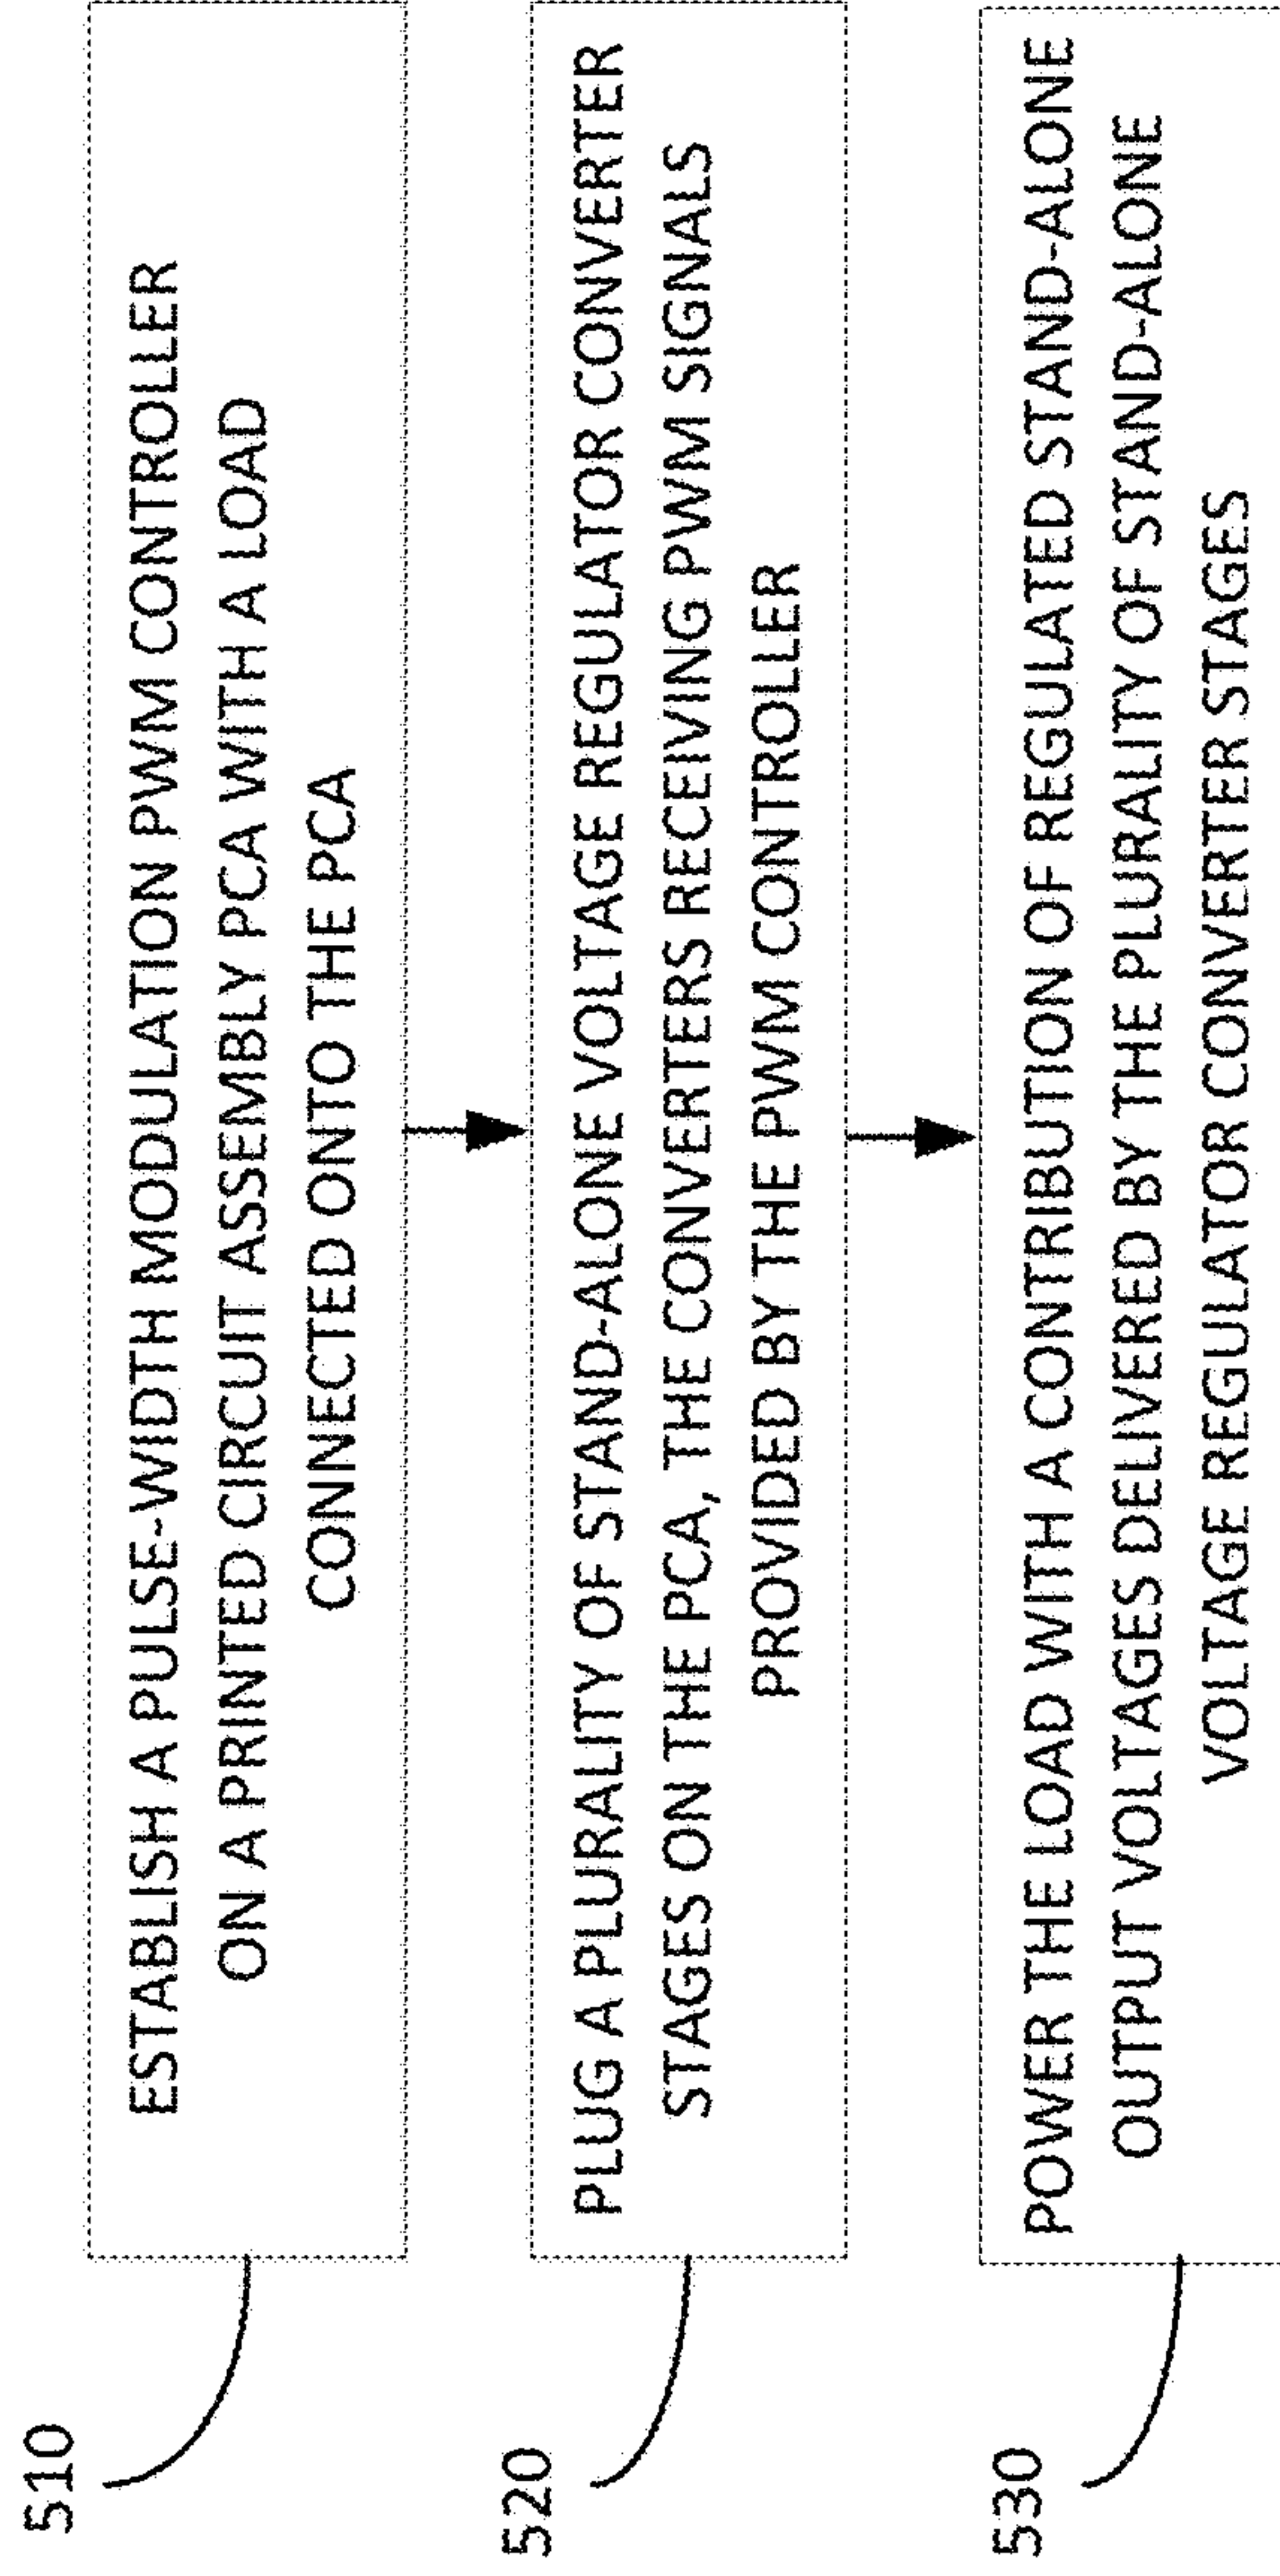 510
ESTABLISH A PULSE-WIDTH MODULATION PWM CONTROLLER
ON A PRINTED CIRCUIT ASSEMBLY PCA WITH A LOAD
CONNECTED ONTO THE PCA
520
PLUG A PLURALITY OF STAND-ALONE VOLTAGE REGULATOR CONVERTER
STAGES ON THE PCA, THE CONVERTERS RECEIVING PWM SIGNALS
PROVIDED BY THE PWM CONTROLLER
530
POWER THE LOAD WITH A CONTRIBUTION OF REGULATED STAND-ALONE
OUTPUT VOLTAGES DELIVERED BY THE PLURALITY OF STAND-ALONE
VOLTAGE REGULATOR CONVERTER STAGES